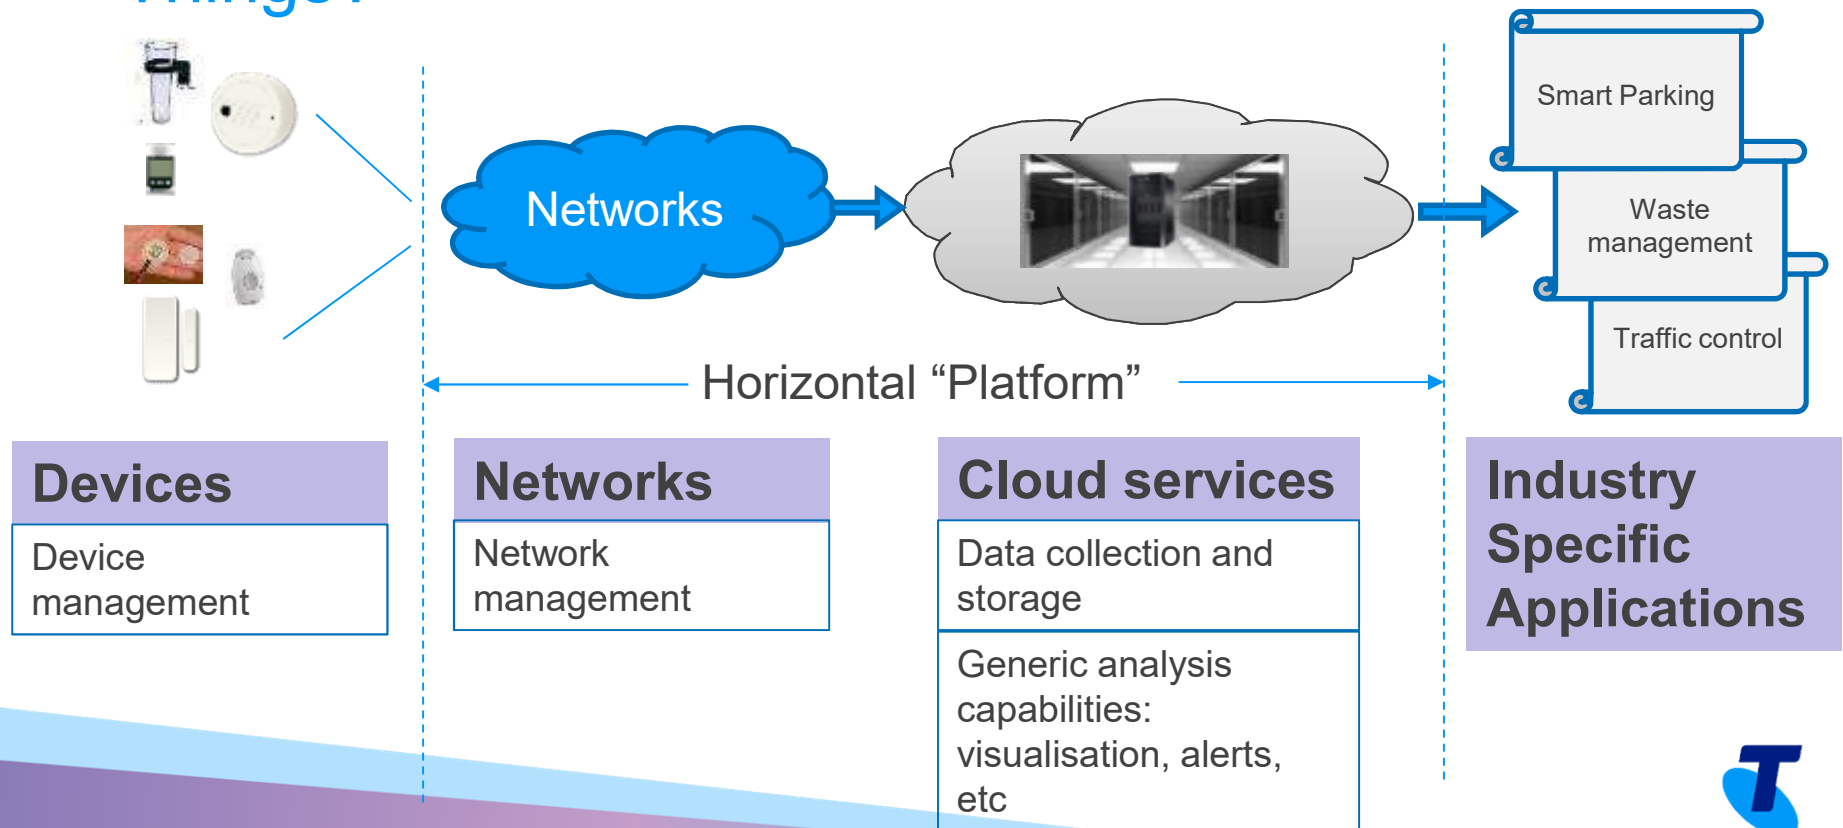 Things?
Smart Parking
Networks
Waste
management
Traffic control
Horizontal “Platform”
Devices
Device
management
Networks
Network
management
Cloud services
Data collection and
storage
Generic analysis
capabilities:
visualisation, alerts,
etc
Industry
Specific
Applications